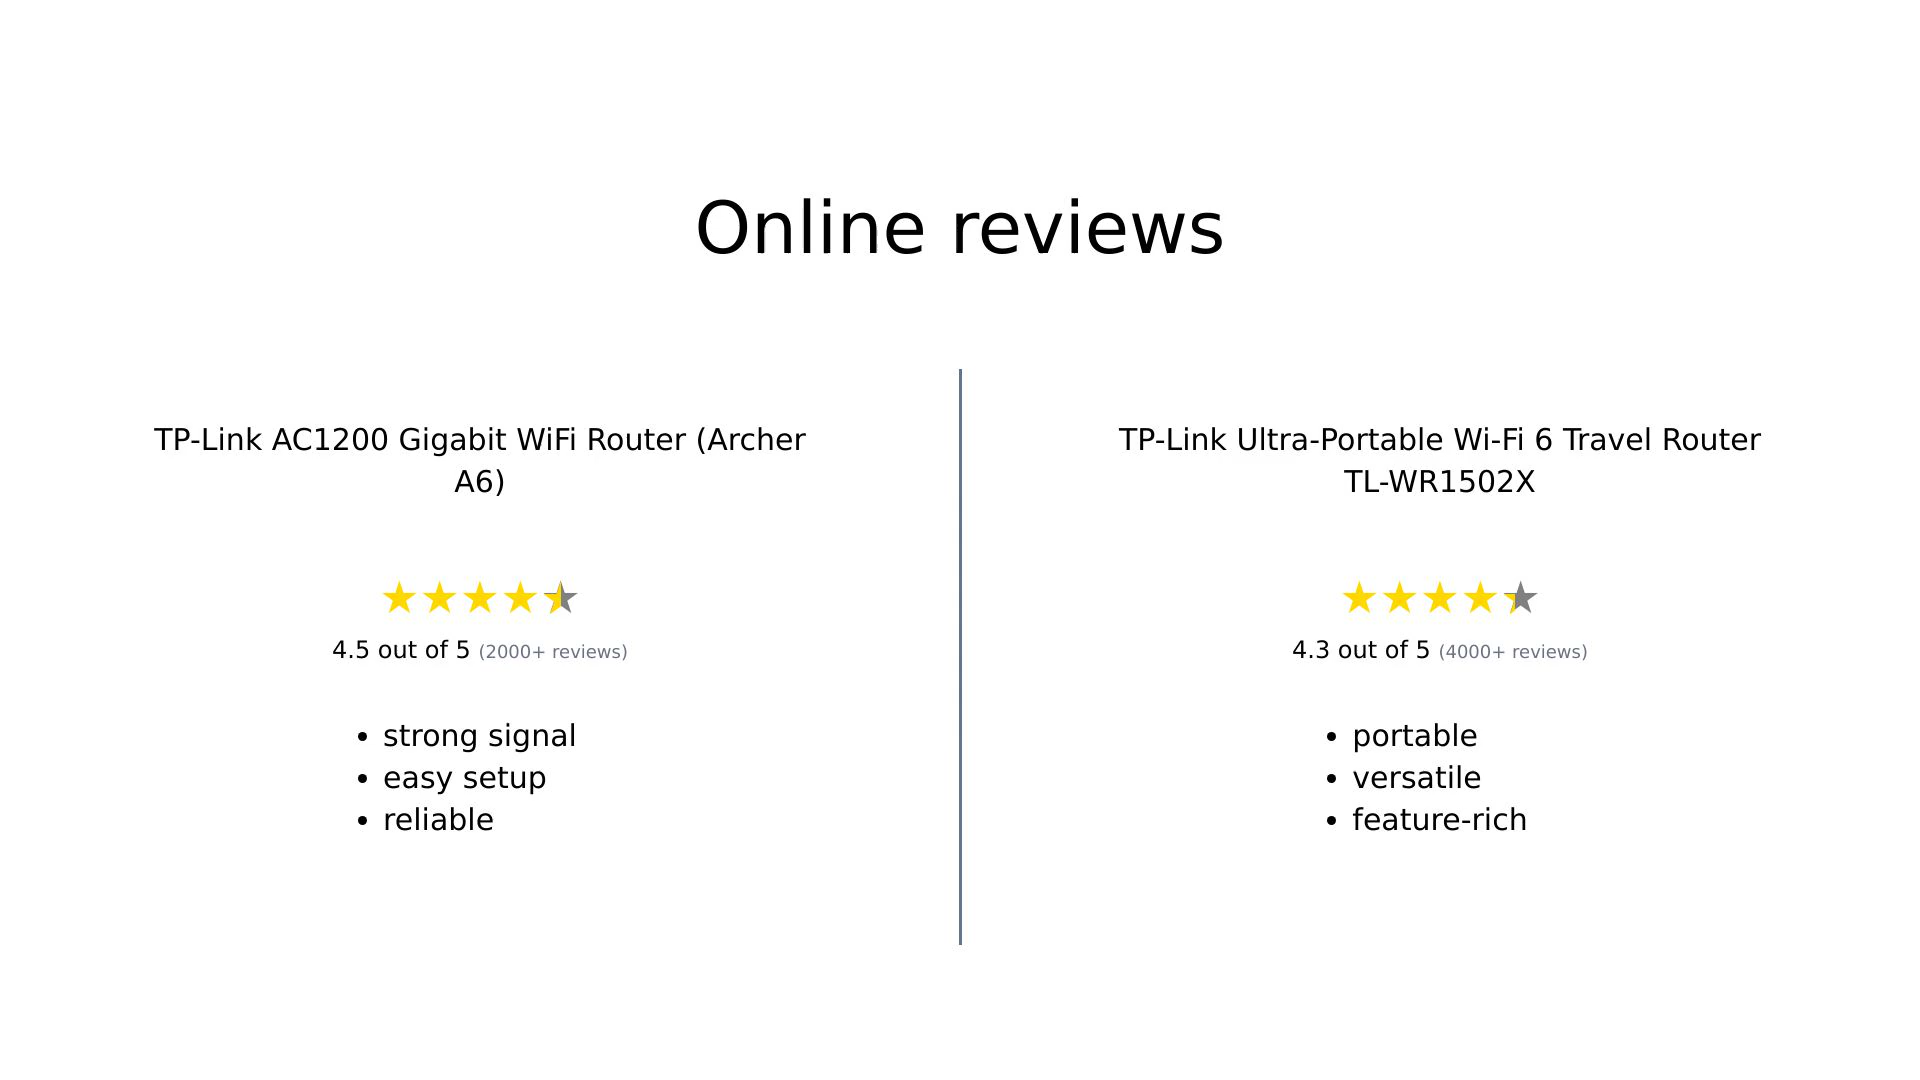 Online reviews
TP-Link AC1200 Gigabit WiFi Router (Archer
A6)
4.5 out of 5 (2000+ reviews)
• strong signal
• easy setup
• reliable
TP-Link Ultra-Portable Wi-Fi 6 Travel Router
TL-WR1502X
4.3 out of 5 (4000+ reviews)
• portable
• versatile
• feature-rich